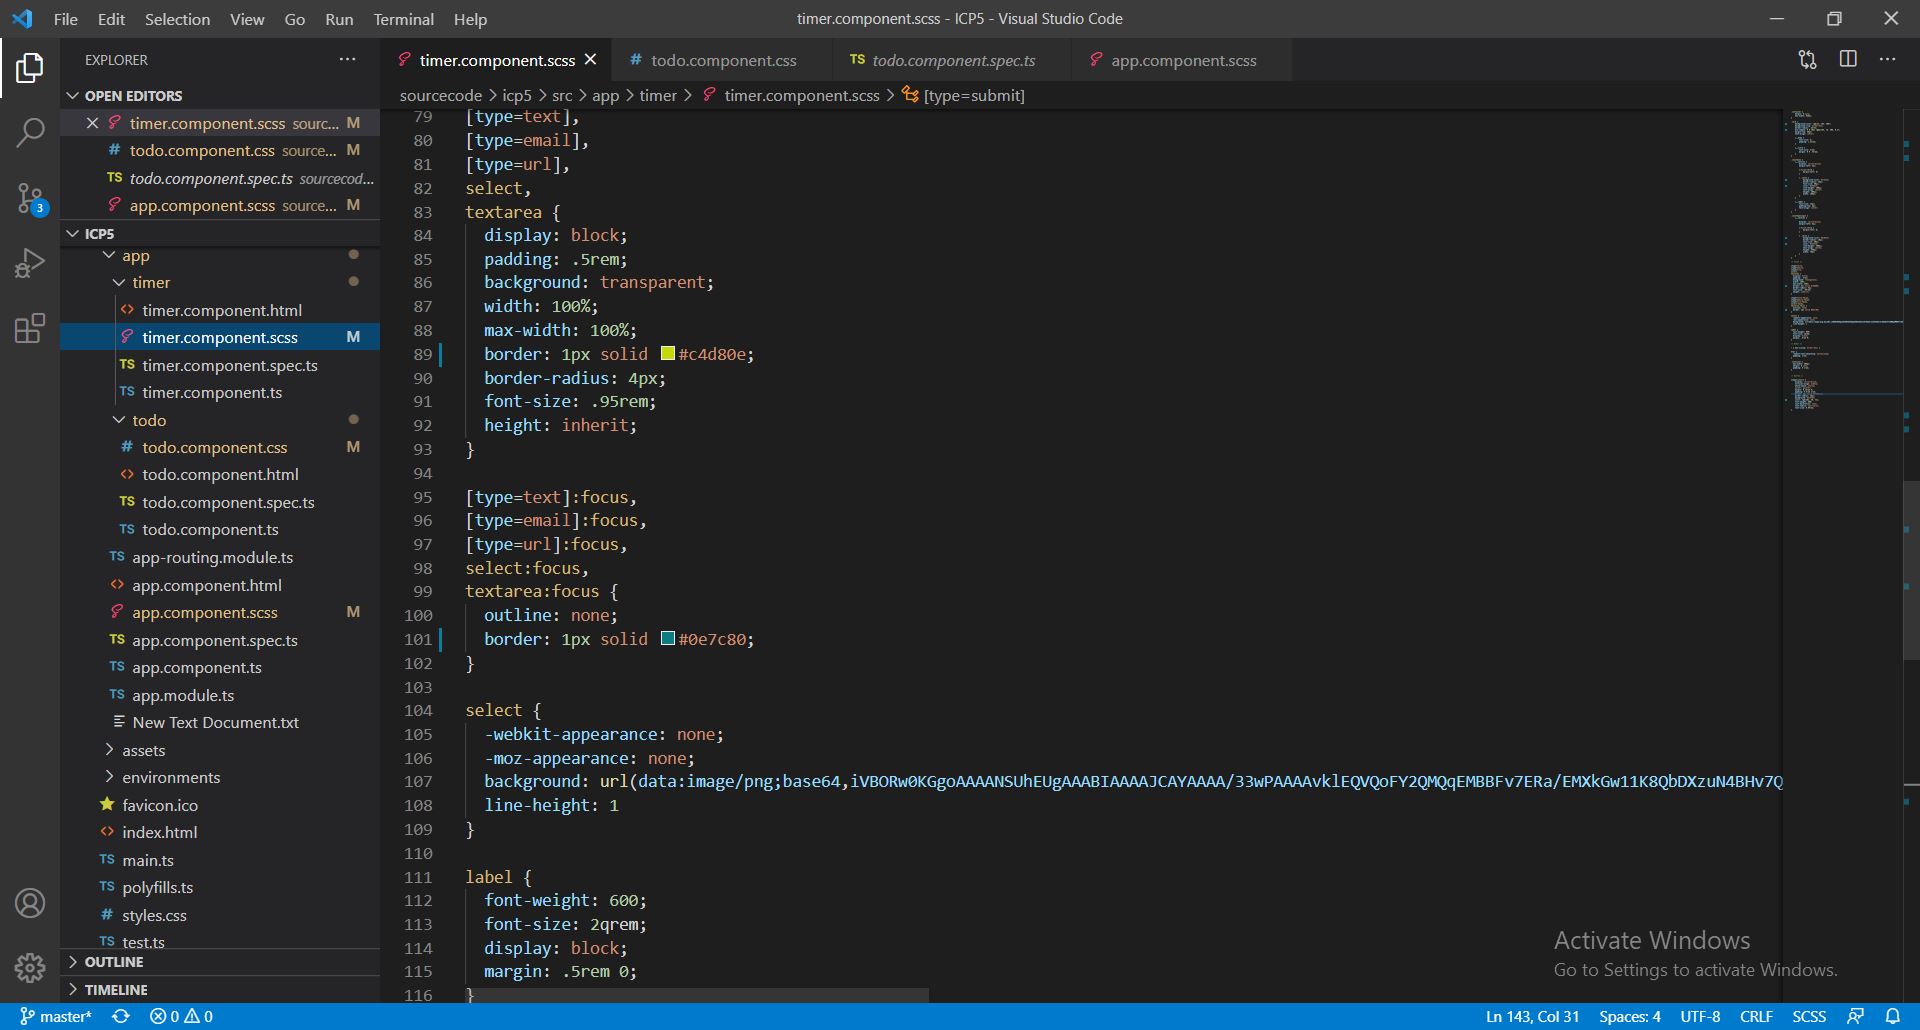 File Edit Selection View Go Run Terminal Help
timer.component.scss - ICP5 - Visual Studio Code
EXPLORER
timer.component.scss
# todo.component.css
TS todo.component.spec.ts
app.component.scss
OPEN EDITORS
timer.component.scss sourc... M
# todo.component.css source... M
TS todo.component.spec.ts sourcecod...
app.component.scss source... M
3
ICP5
app
timer
<> timer.component.html
timer.component.scss M
TS timer.component.spec.ts
TS timer.component.ts
todo
# todo.component.css M
<> todo.component.html
TS todo.component.spec.ts
TS todo.component.ts
TS app-routing.module.ts
<> app.component.html
app.component.scss M
TS app.component.spec.ts
TS app.component.ts
TS app.module.ts
New Text Document.txt
assets
environments
favicon.ico
<> index.html
TS main.ts
TS polyfills.ts
# styles.css
TS test.ts
OUTLINE
TIMELINE
sourcecode > icp5 > src > app > timer > timer.component.scss > [type=submit]
79 [type=text],
80 [type=email],
81 [type=url],
82 select,
83 textarea {
84 display: block;
85 padding: .5rem;
86 background: transparent;
87 width: 100%;
88 max-width: 100%;
89 border: 1px solid #c4d80e;
90 border-radius: 4px;
91 font-size: .95rem;
92 height: inherit;
93 }
94
95 [type=text]:focus,
96 [type=email]:focus,
97 [type=url]:focus,
98 select:focus,
99 textarea:focus {
100 outline: none;
101 border: 1px solid #0e7c80;
102 }
103
104 select {
105 -webkit-appearance: none;
106 -moz-appearance: none;
107 background: url(data:image/png;base64,iVBORw0KGgoAAAANSUhEUgAAABIAAAAJCAYAAAA/33wPAAAAvklEQVQoFY2QMQqEMBBFv7ERa/EMXkGw11K8QbDXzuN4BHv7Q
108 line-height: 1
109 }
110
111 label {
112 font-weight: 600;
113 font-size: 2qrem;
114 display: block;
115 margin: .5rem 0;
116 }
Activate Windows
Go to Settings to activate Windows.
master* 0 0
Ln 143, Col 31 Spaces: 4 UTF-8 CRLF SCSS